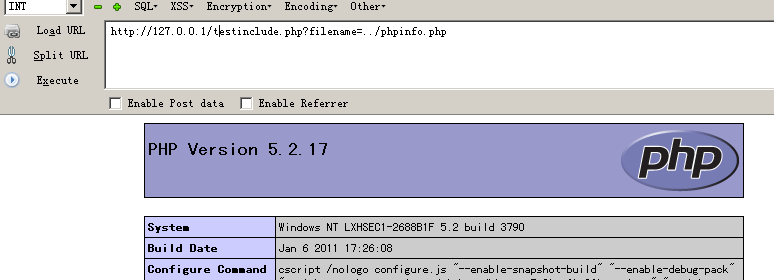 INT SQL▾ XSS▾ Encryption▾ Encoding▾ Other▾
Load URL
http://127.0.0.1/testinclude.php?filename=../phpinfo.php
Split URL
Execute
Enable Post data Enable Referrer
PHP Version 5.2.17
php
System Windows NT LXHSEC1-2688B1F 5.2 build 3790
Build Date Jan 6 2011 17:26:08
Configure Command cscript /nologo configure.js "--enable-snapshot-build" "--enable-debug-pack"